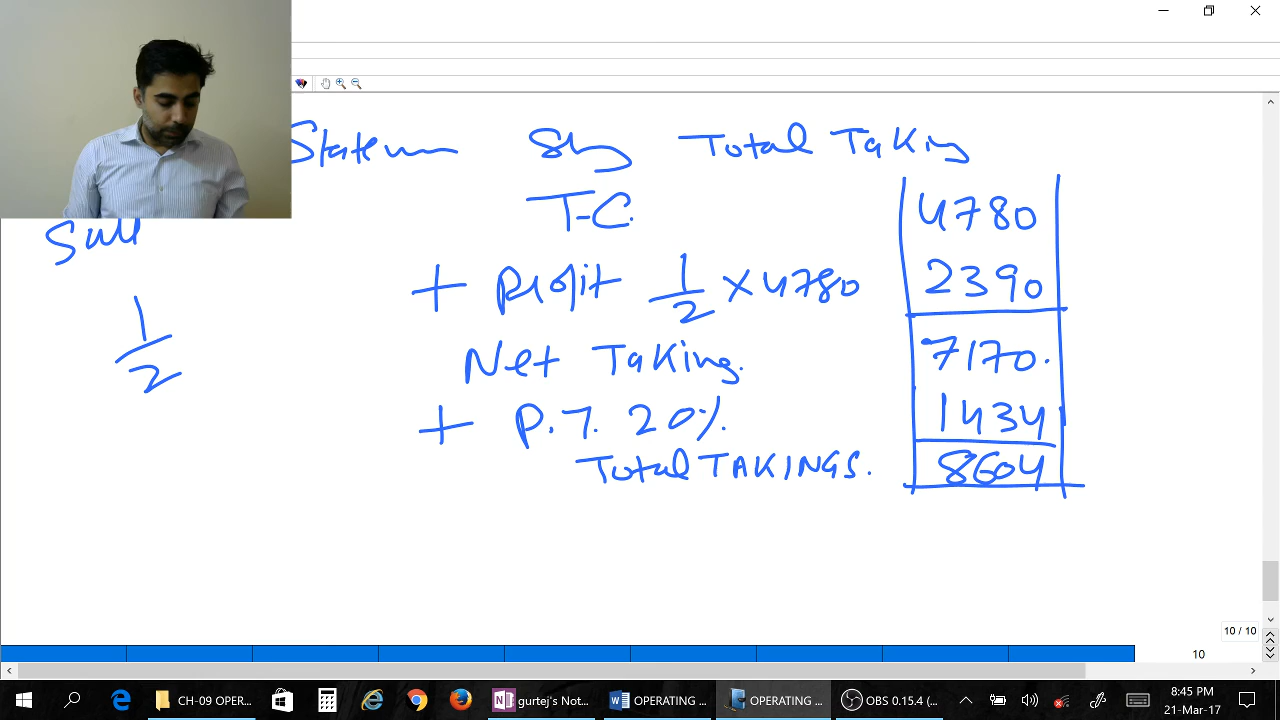 Statem Shg Total Taking
T.C. 4780
+ Profit 1/2 × 4780 2390
1/2
Net Taking. 7170.
+ P.T. 20% 1434
Total TAKINGS. 8604
10 / 10
10
CH-09 OPER...
gurtej's Not...
OPERATING ...
OPERATING ...
OBS 0.15.4 (...
8:45 PM
21-Mar-17